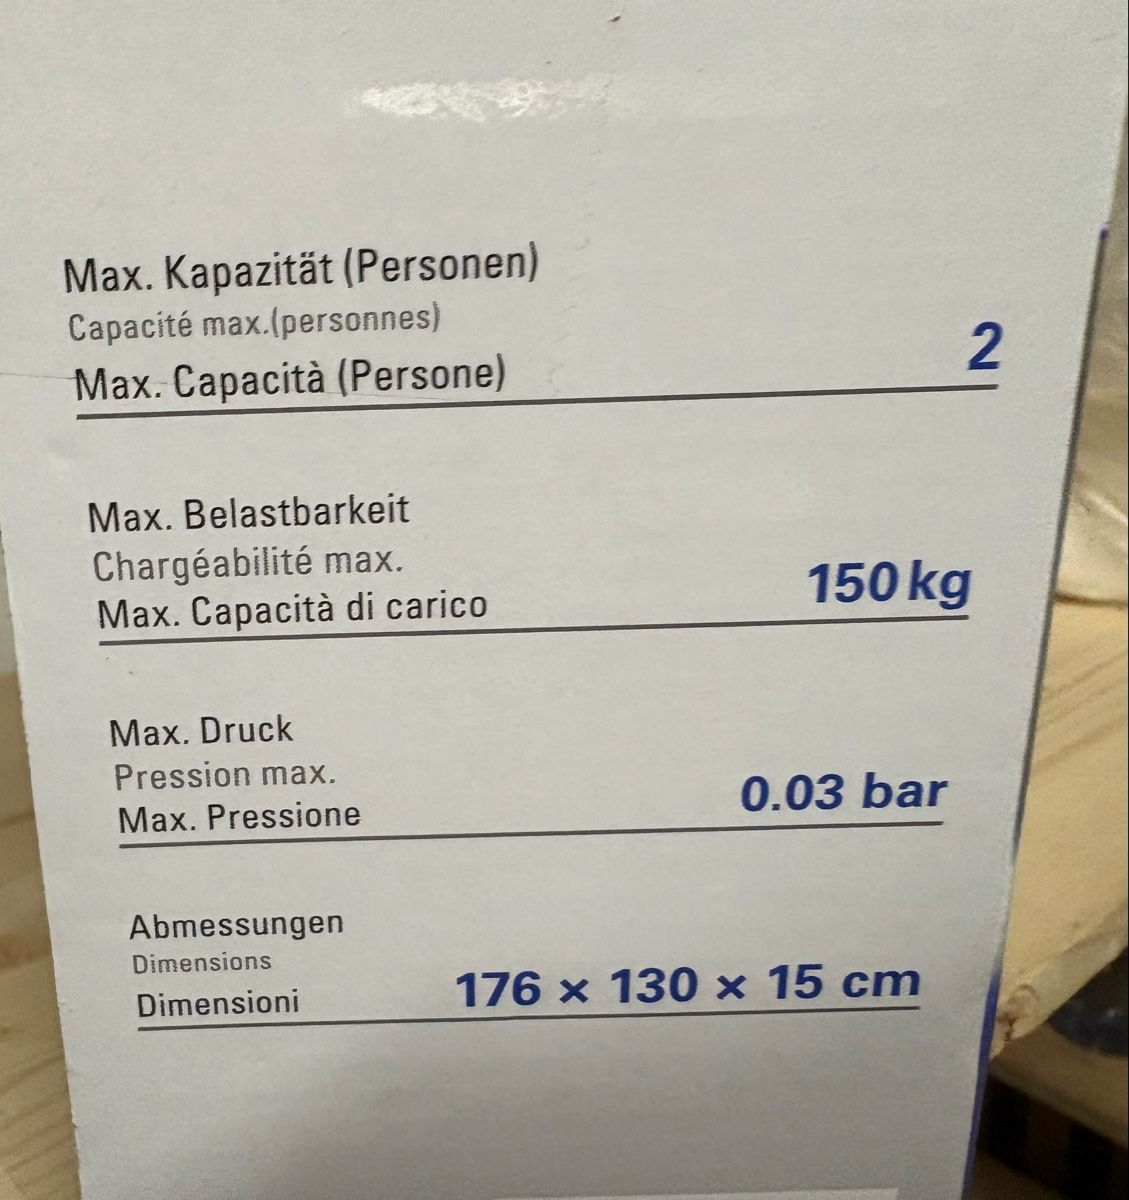 Max. Kapazität (Personen)
Capacité max.(personnes)
Max. Capacità (Persone)
2
Max. Belastbarkeit
Chargéabilité max.
Max. Capacità di carico
150 kg
Max. Druck
Pression max.
Max. Pressione
0.03 bar
Abmessungen
Dimensions
Dimensioni
176 × 130 × 15 cm